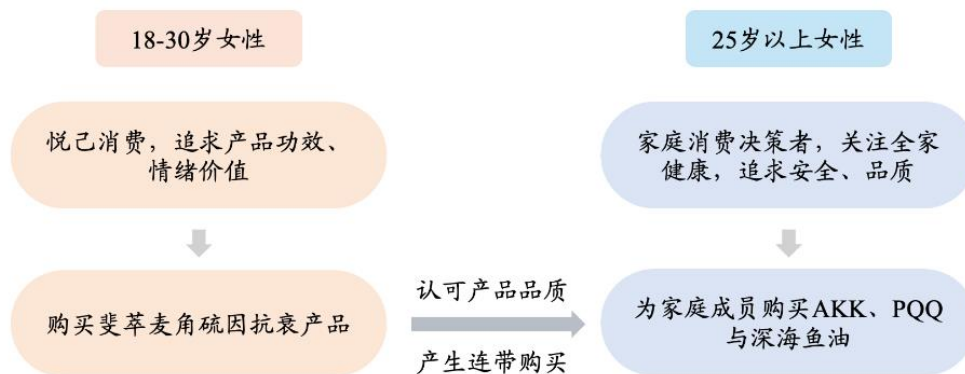 18-30岁女性
25岁以上女性
悦己消费，追求产品功效、
情绪价值
家庭消费决策者，关注全家
健康，追求安全、品质
购买斐萃麦角硫因抗衰产品
认可产品品质
产生连带购买
为家庭成员购买AKK、PQQ
与深海鱼油